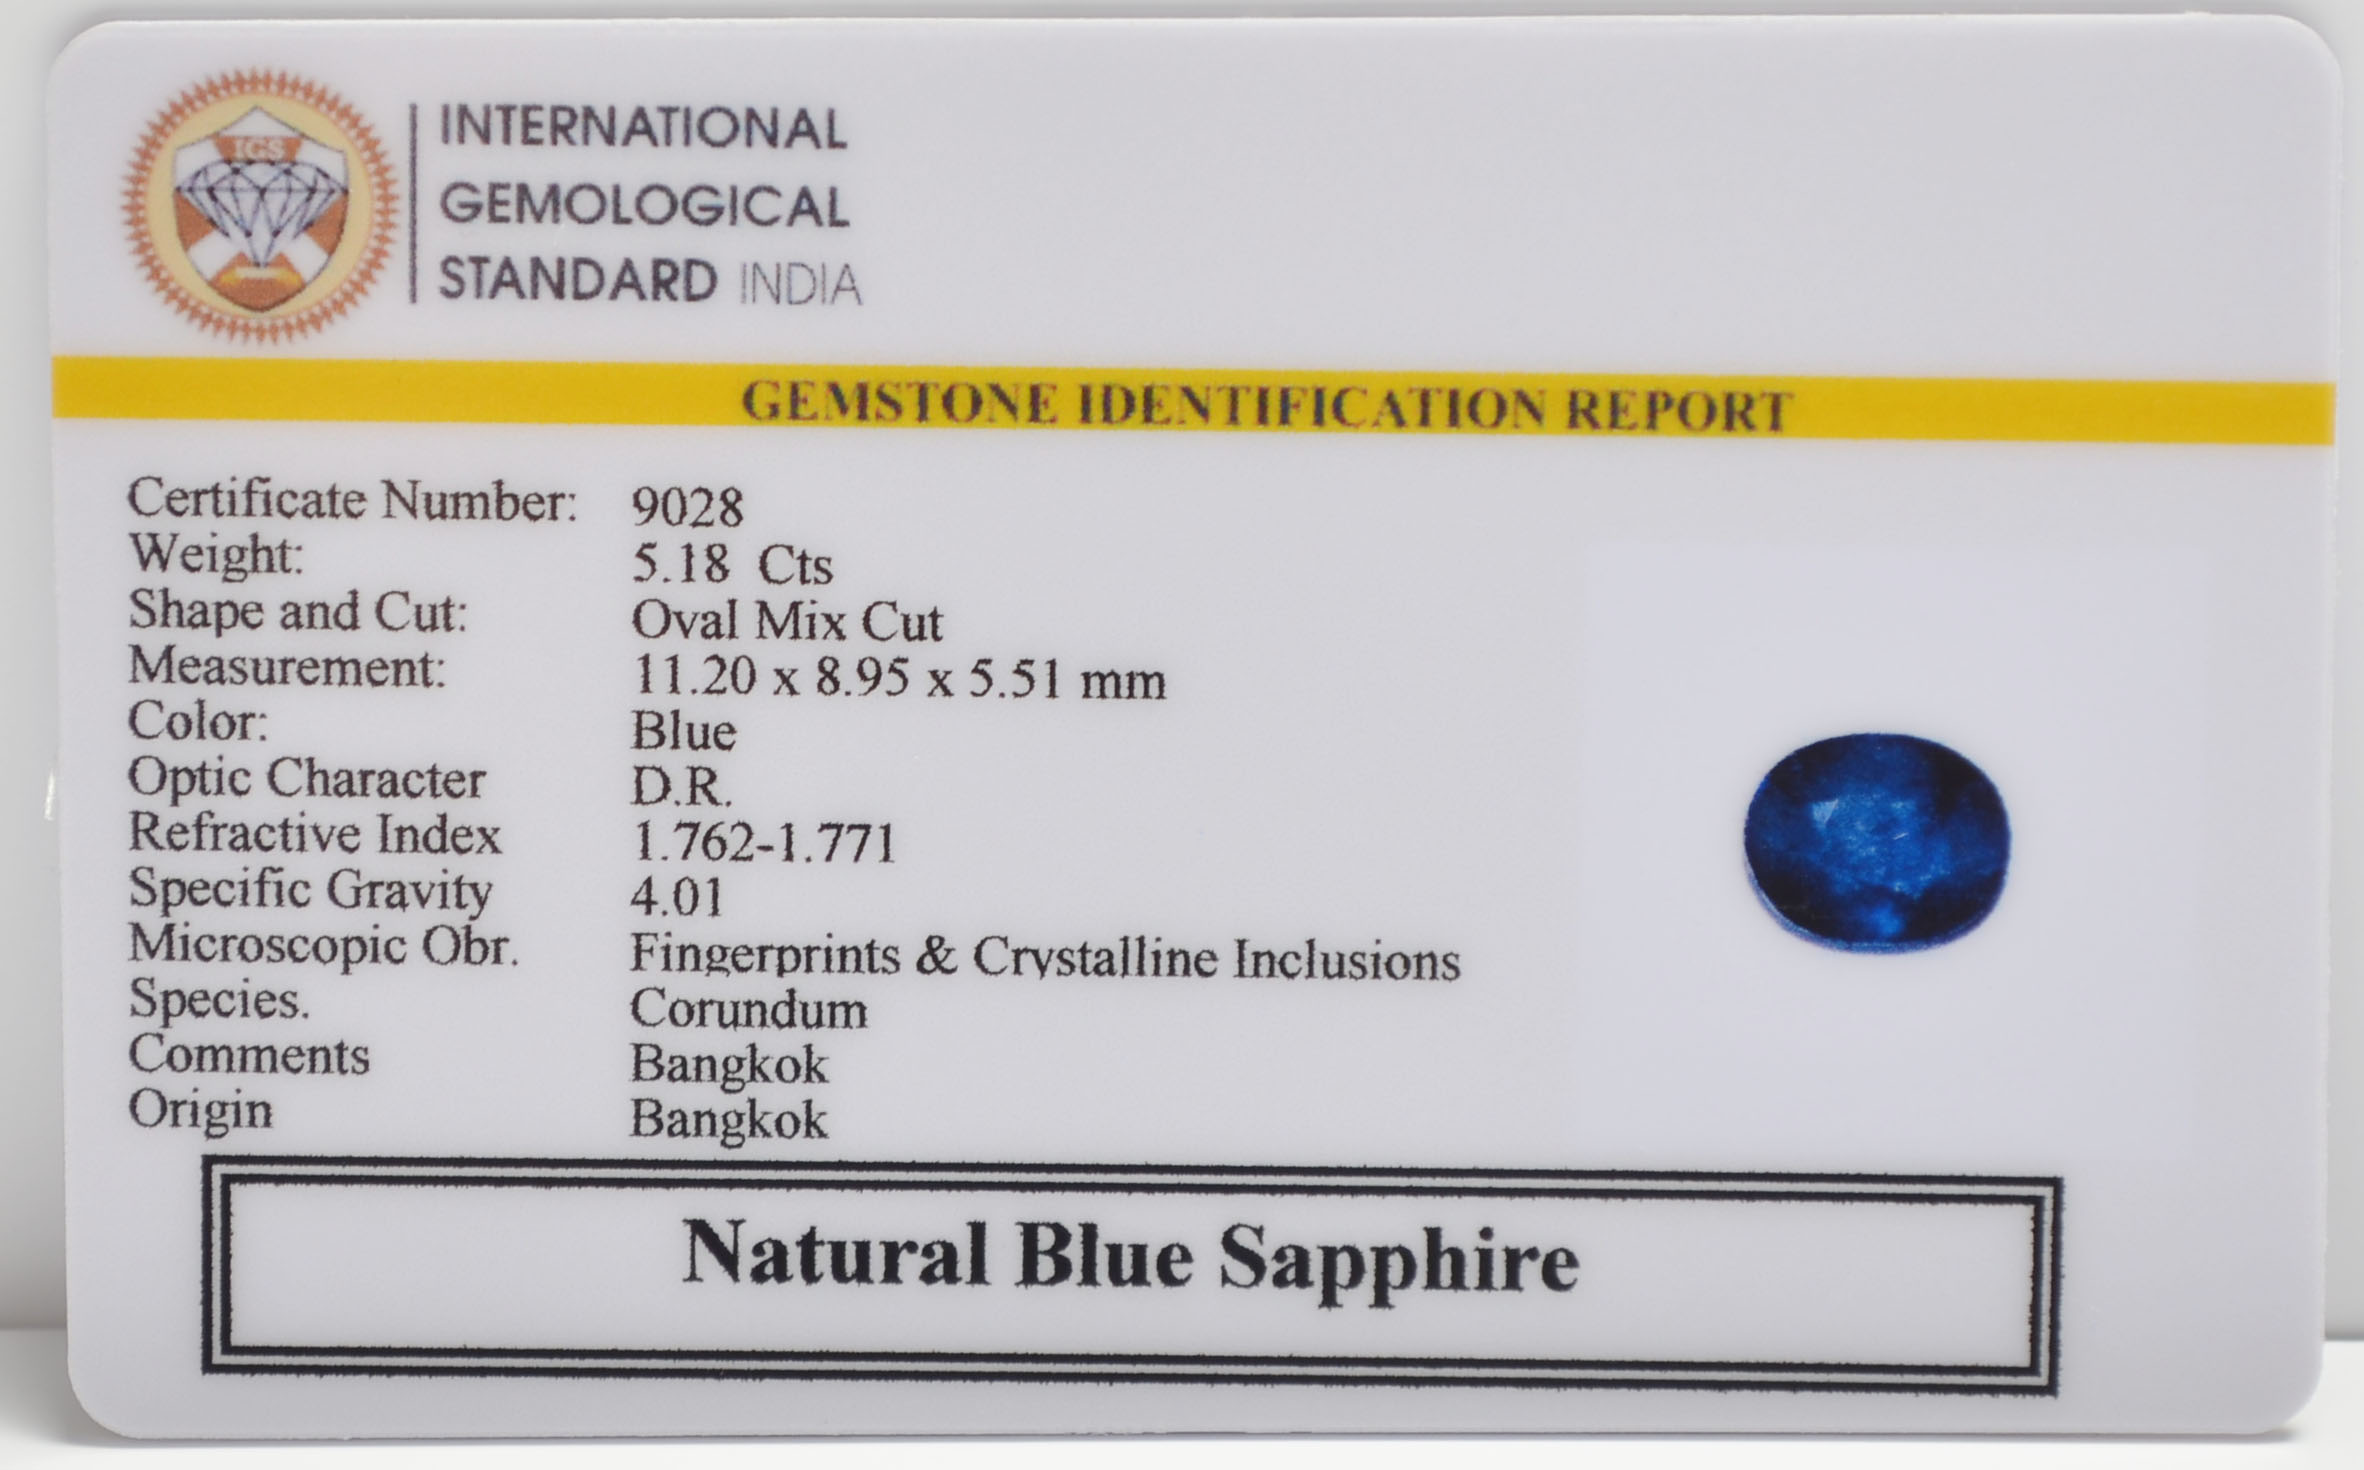 IGS
INTERNATIONAL
GEMOLOGICAL
STANDARD INDIA
GEMSTONE IDENTIFICATION REPORT
Certificate Number: 9028
Weight: 5.18 Cts
Shape and Cut: Oval Mix Cut
Measurement: 11.20 x 8.95 x 5.51 mm
Color: Blue
Optic Character D.R.
Refractive Index 1.762-1.771
Specific Gravity 4.01
Microscopic Obr. Fingerprints & Crystalline Inclusions
Species. Corundum
Comments Bangkok
Origin Bangkok
Natural Blue Sapphire